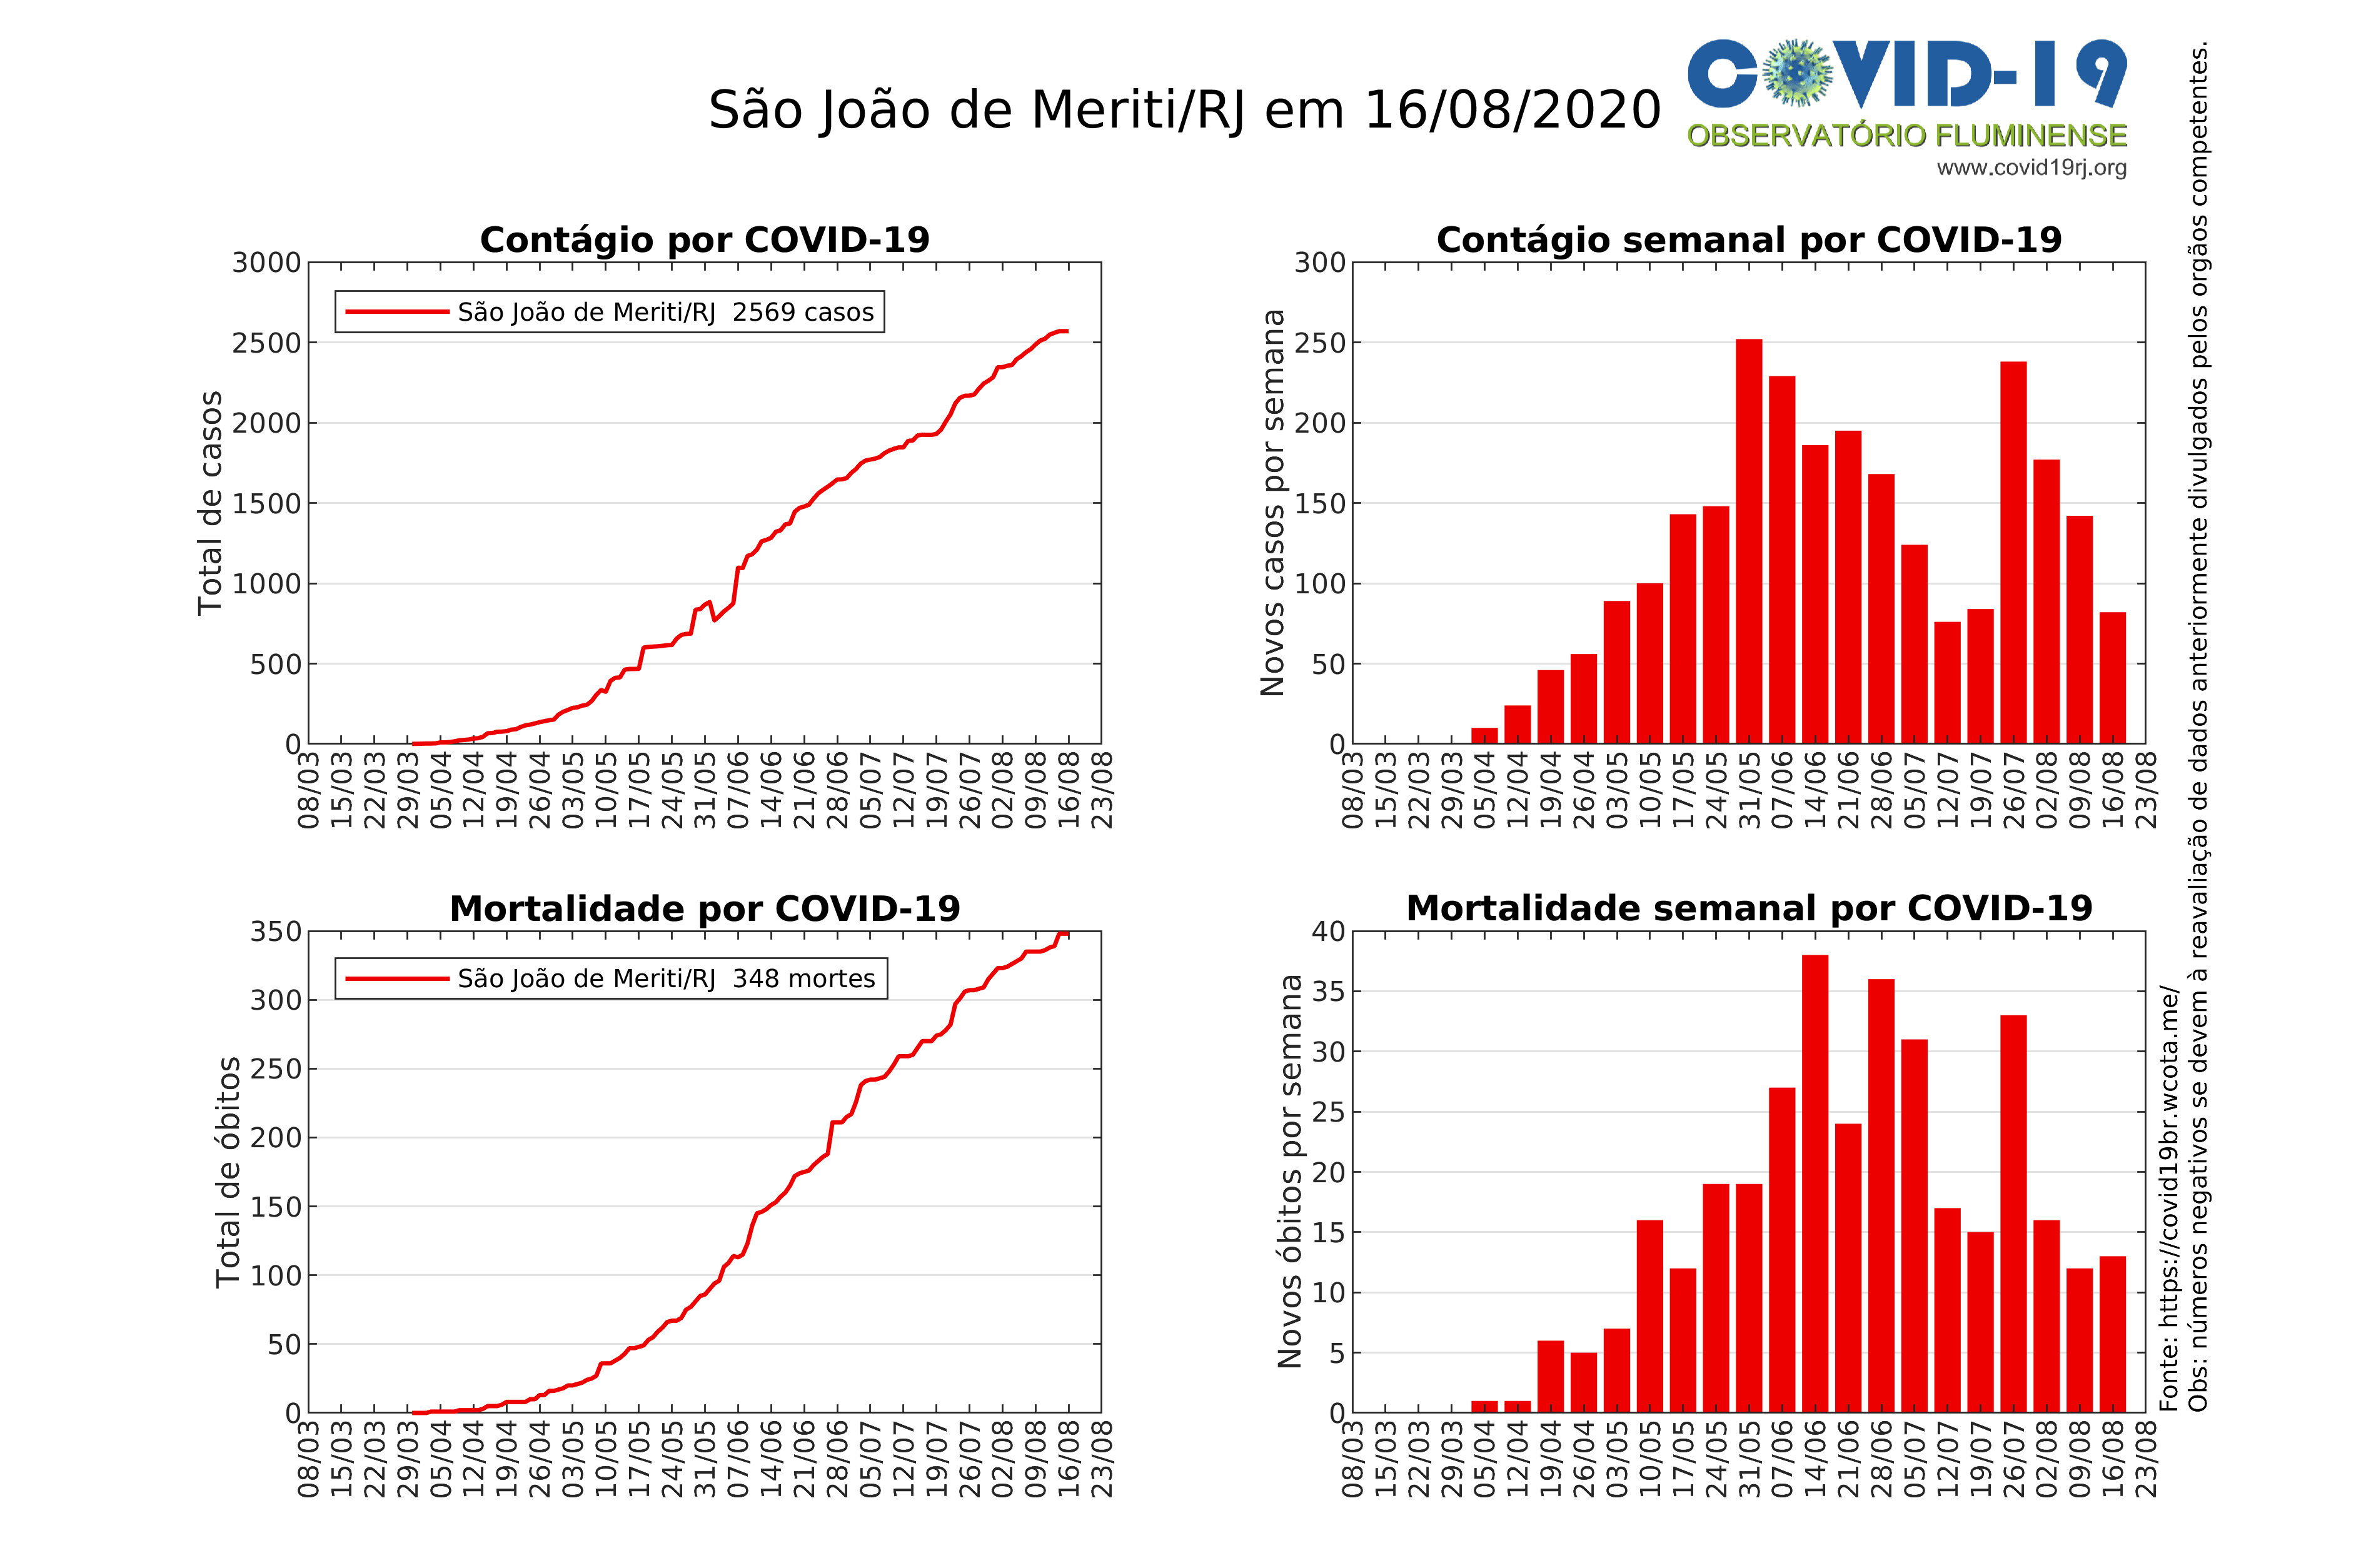 São João de Meriti/RJ em 16/08/2020
COVID-19
OBSERVATÓRIO FLUMINENSE
www.covid19rj.org
Contágio por COVID-19
Total de casos
3000
2500
2000
1500
1000
500
0
São João de Meriti/RJ 2569 casos
08/03 15/03 22/03 29/03 05/04 12/04 19/04 26/04 03/05 10/05 17/05 24/05 31/05 07/06 14/06 21/06 28/06 05/07 12/07 19/07 26/07 02/08 09/08 16/08 23/08
Contágio semanal por COVID-19
Novos casos por semana
300
250
200
150
100
50
0
08/03 15/03 22/03 29/03 05/04 12/04 19/04 26/04 03/05 10/05 17/05 24/05 31/05 07/06 14/06 21/06 28/06 05/07 12/07 19/07 26/07 02/08 09/08 16/08 23/08
Mortalidade por COVID-19
Total de óbitos
350
300
250
200
150
100
50
0
São João de Meriti/RJ 348 mortes
08/03 15/03 22/03 29/03 05/04 12/04 19/04 26/04 03/05 10/05 17/05 24/05 31/05 07/06 14/06 21/06 28/06 05/07 12/07 19/07 26/07 02/08 09/08 16/08 23/08
Mortalidade semanal por COVID-19
Novos óbitos por semana
40
35
30
25
20
15
10
5
0
08/03 15/03 22/03 29/03 05/04 12/04 19/04 26/04 03/05 10/05 17/05 24/05 31/05 07/06 14/06 21/06 28/06 05/07 12/07 19/07 26/07 02/08 09/08 16/08 23/08
Fonte: https://covid19br.wcota.me/
Obs: números negativos se devem à reavaliação de dados anteriormente divulgados pelos orgãos competentes.